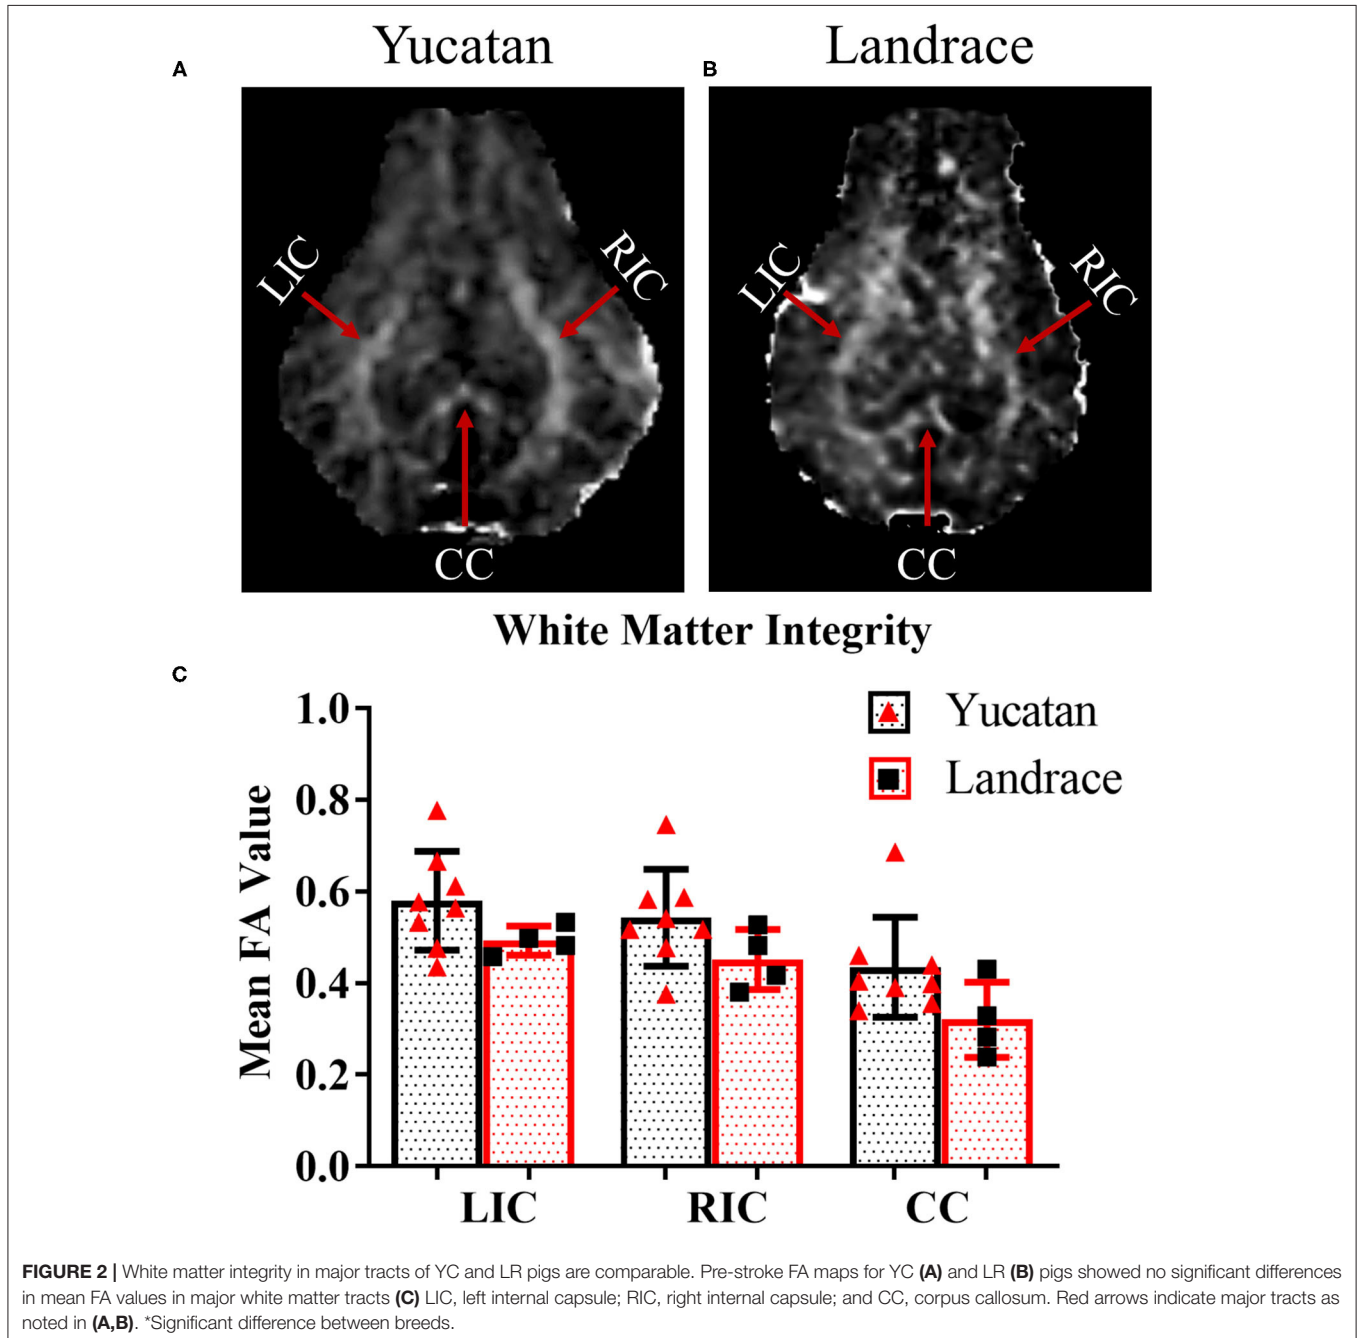 Yucatan
Landrace
A
B
LIC
RIC
CC
LIC
RIC
CC
White Matter Integrity
C
1.0
0.8
0.6
0.4
0.2
0.0
Mean FA Value
Yucatan
Landrace
LIC
RIC
CC
FIGURE 2 | White matter integrity in major tracts of YC and LR pigs are comparable. Pre-stroke FA maps for YC (A) and LR (B) pigs showed no significant differences
in mean FA values in major white matter tracts (C) LIC, left internal capsule; RIC, right internal capsule; and CC, corpus callosum. Red arrows indicate major tracts as
noted in (A,B). *Significant difference between breeds.